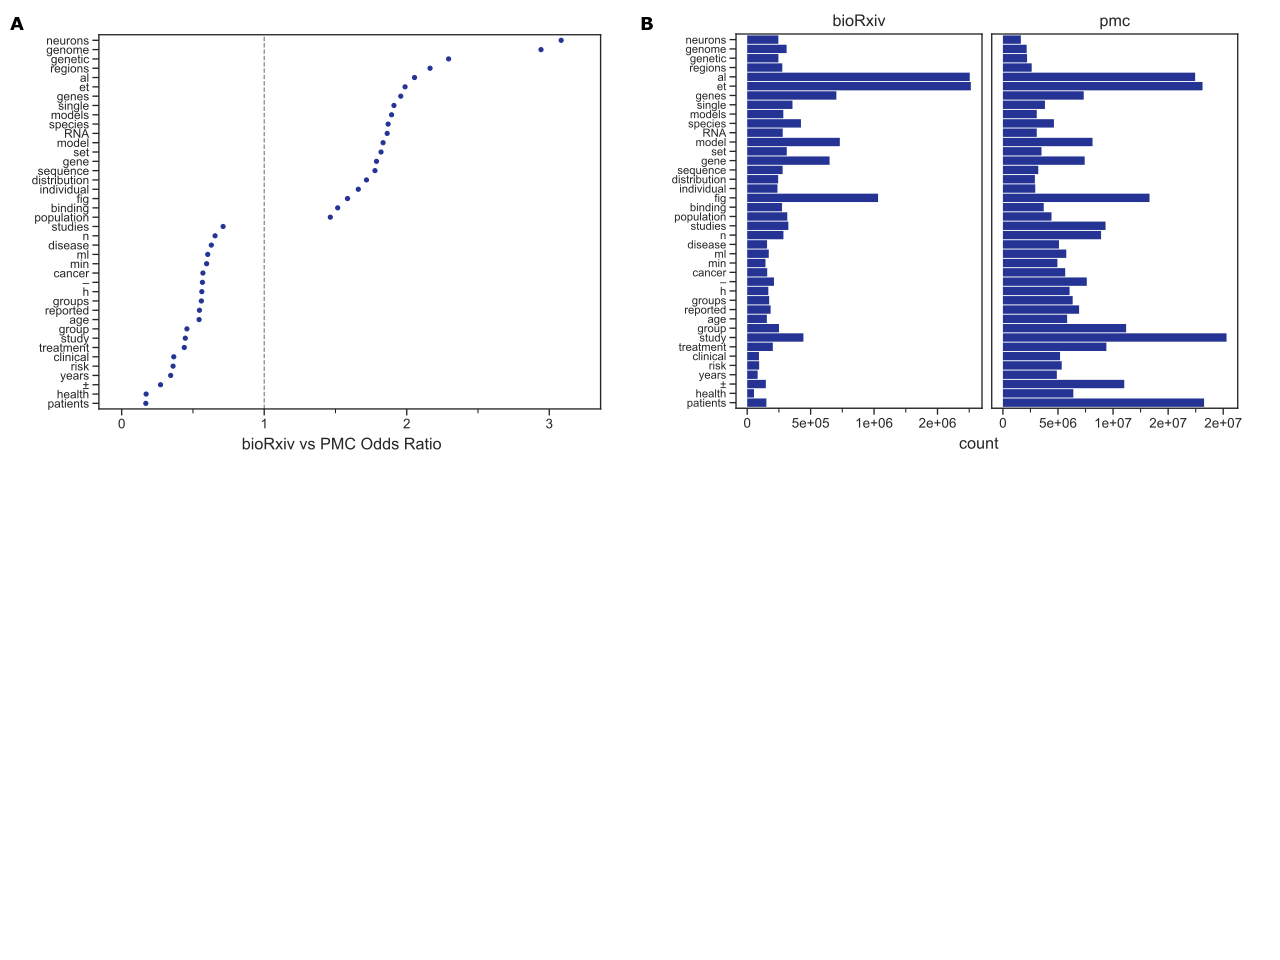 A
neurons
genome
genetic
regions
al
et
genes
single
models
species
RNA
model
set
gene
sequence
distribution
individual
fig
binding
population
studies
n
disease
ml
min
cancer
–
h
groups
reported
age
group
study
treatment
clinical
risk
years
±
health
patients
0 1 2 3
bioRxiv vs PMC Odds Ratio
B
bioRxiv pmc
neurons
genome
genetic
regions
al
et
genes
single
models
species
RNA
model
set
gene
sequence
distribution
individual
fig
binding
population
studies
n
disease
ml
min
cancer
–
h
groups
reported
age
group
study
treatment
clinical
risk
years
±
health
patients
0 5e+05 1e+06 2e+06 0 5e+06 1e+07 2e+07 2e+07
count